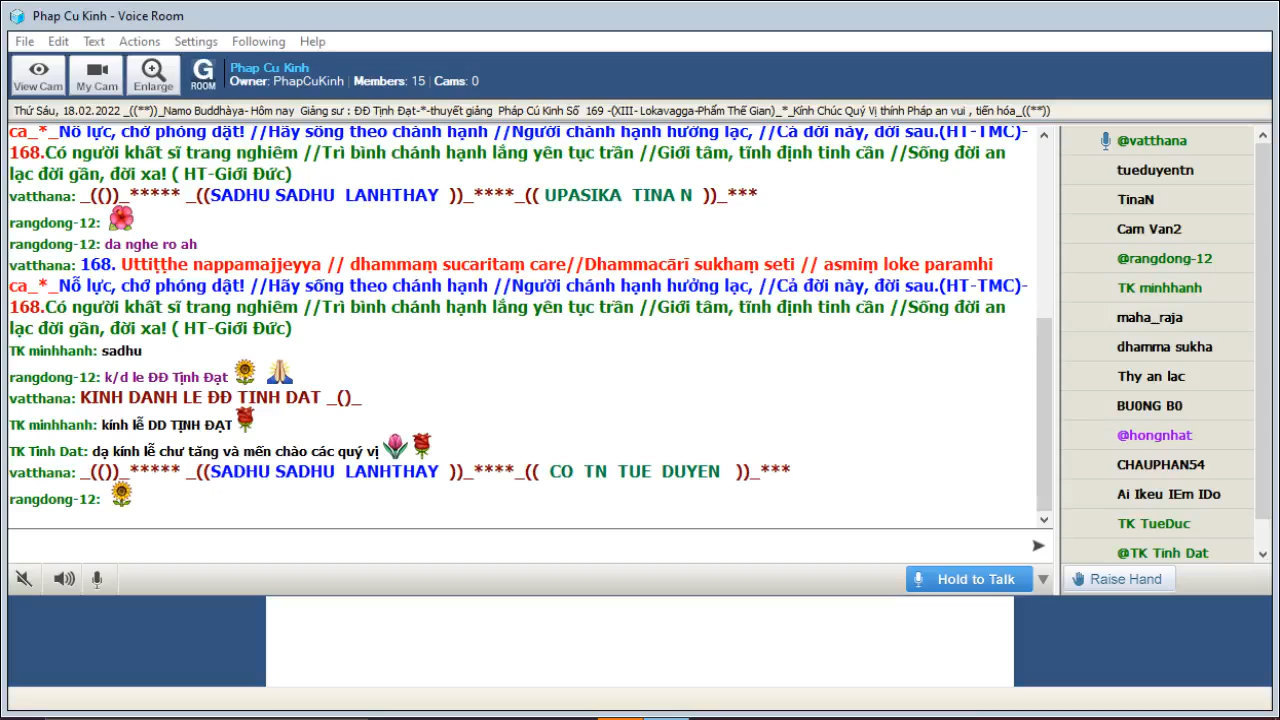 Phap Cu Kinh - Voice Room
File Edit Text Actions Settings Following Help
View Cam My Cam Enlarge G ROOM
Phap Cu Kinh
Owner: PhapCuKinh | Members: 15 | Cams: 0
Thứ Sáu, 18.02.2022 _((**))_Namo Buddhàya- Hôm nay Giảng sư : ĐĐ Tịnh Đạt-*-thuyết giảng Pháp Cú Kinh Số 169 -(XIII- Lokavagga-Phẩm Thế Gian)_*_Kính Chúc Quý Vị thính Pháp an vui , tiến hóa_((**))
ca_*_Nỗ lực, chớ phóng dật! //Hãy sống theo chánh hạnh //Người chánh hạnh hưởng lạc, //Cả đời này, đời sau.(HT-TMC)-
168.Có người khất sĩ trang nghiêm //Trì bình chánh hạnh lắng yên tục trần //Giới tâm, tĩnh định tinh cần //Sống đời an
lạc đời gần, đời xa! ( HT-Giới Đức)
vatthana: _(())_***** _((SADHU SADHU LANHTHAY ))_****_(( UPASIKA TINA N ))_***
rangdong-12:
rangdong-12: da nghe ro ah
vatthana: 168. Uttiṭṭhe nappamajjeyya // dhammaṃ sucaritaṃ care//Dhammacārī sukhaṃ seti // asmiṃ loke paramhi
ca_*_Nỗ lực, chớ phóng dật! //Hãy sống theo chánh hạnh //Người chánh hạnh hưởng lạc, //Cả đời này, đời sau.(HT-TMC)-
168.Có người khất sĩ trang nghiêm //Trì bình chánh hạnh lắng yên tục trần //Giới tâm, tĩnh định tinh cần //Sống đời an
lạc đời gần, đời xa! ( HT-Giới Đức)
TK minhhanh: sadhu
rangdong-12: k/d le ĐĐ Tịnh Đạt
vatthana: KINH DANH LE ĐĐ TINH DAT _()_
TK minhhanh: kính lễ DD TỊNH ĐẠT
TK Tinh Dat: dạ kính lễ chư tăng và mến chào các quý vị
vatthana: _(())_***** _((SADHU SADHU LANHTHAY ))_****_(( CO TN TUE DUYEN ))_***
rangdong-12:
@vatthana
tueduyentn
TinaN
Cam Van2
@rangdong-12
TK minhhanh
maha_raja
dhamma sukha
Thy an lac
BU0NG B0
@hongnhat
CHAUPHAN54
Ai Ikeu IEm IDo
TK TueDuc
@TK Tinh Dat
Hold to Talk
Raise Hand